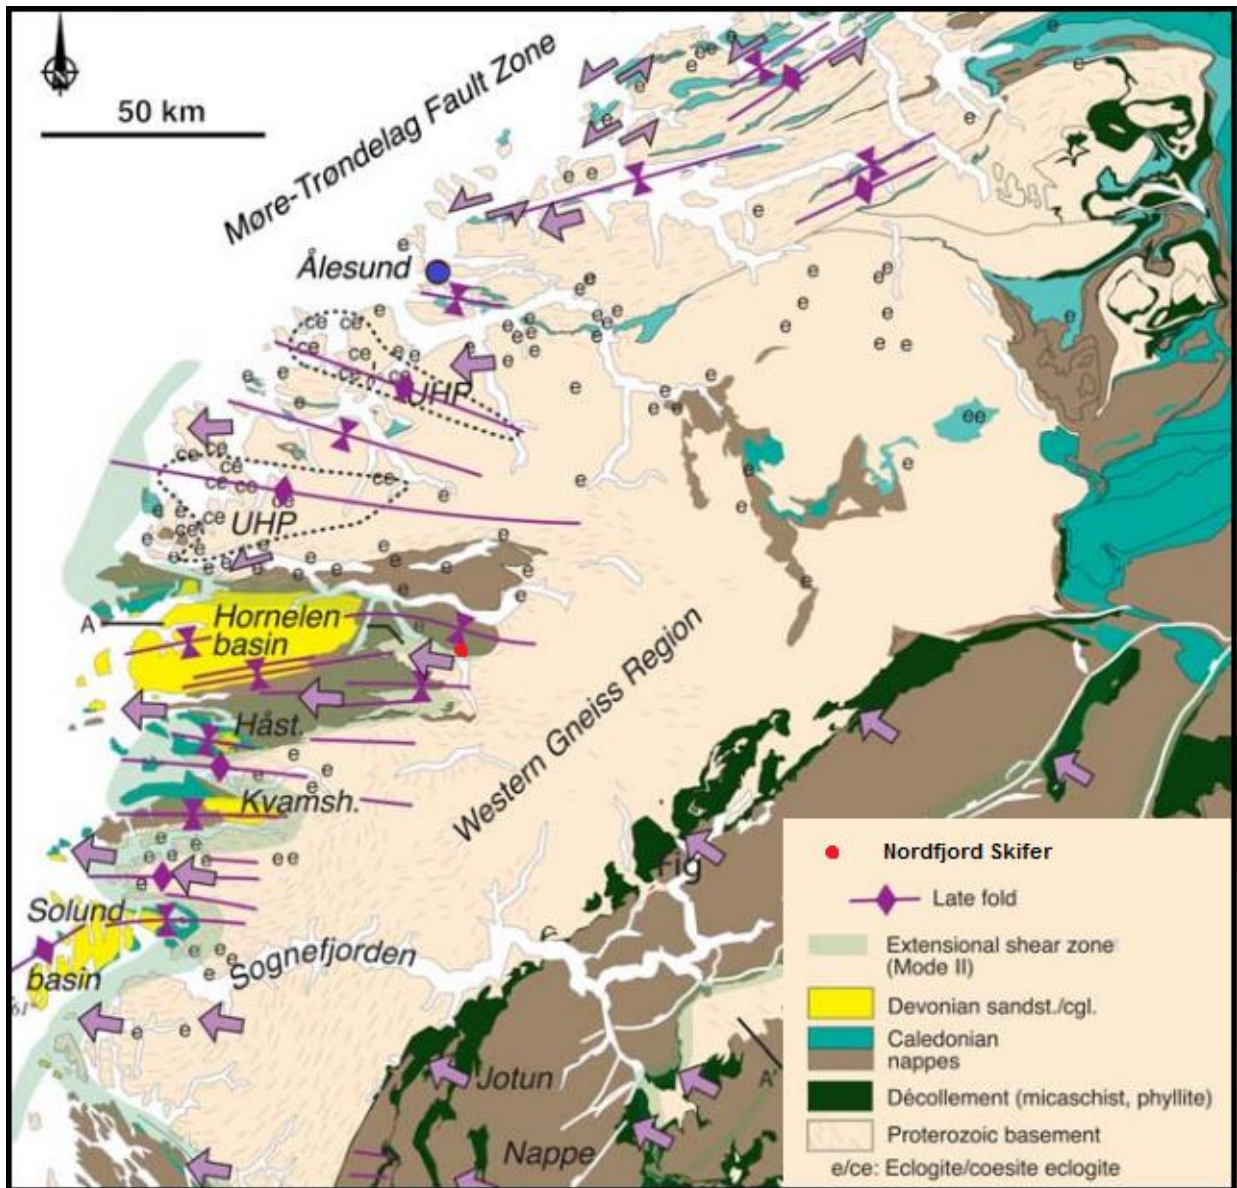 N
50 km
Møre-Trøndelag Fault Zone
Ålesund
UHP
UHP
A
Hornelen
basin
Håst.
Kvamsh.
Western Gneiss Region
Solund
basin
61°
Sognefjorden
Fig
Jotun
Nappe
A'
Nordfjord Skifer
Late fold
Extensional shear zone
(Mode II)
Devonian sandst./cgl.
Caledonian
nappes
Décollement (micaschist, phyllite)
Proterozoic basement
e/ce: Eclogite/coesite eclogite